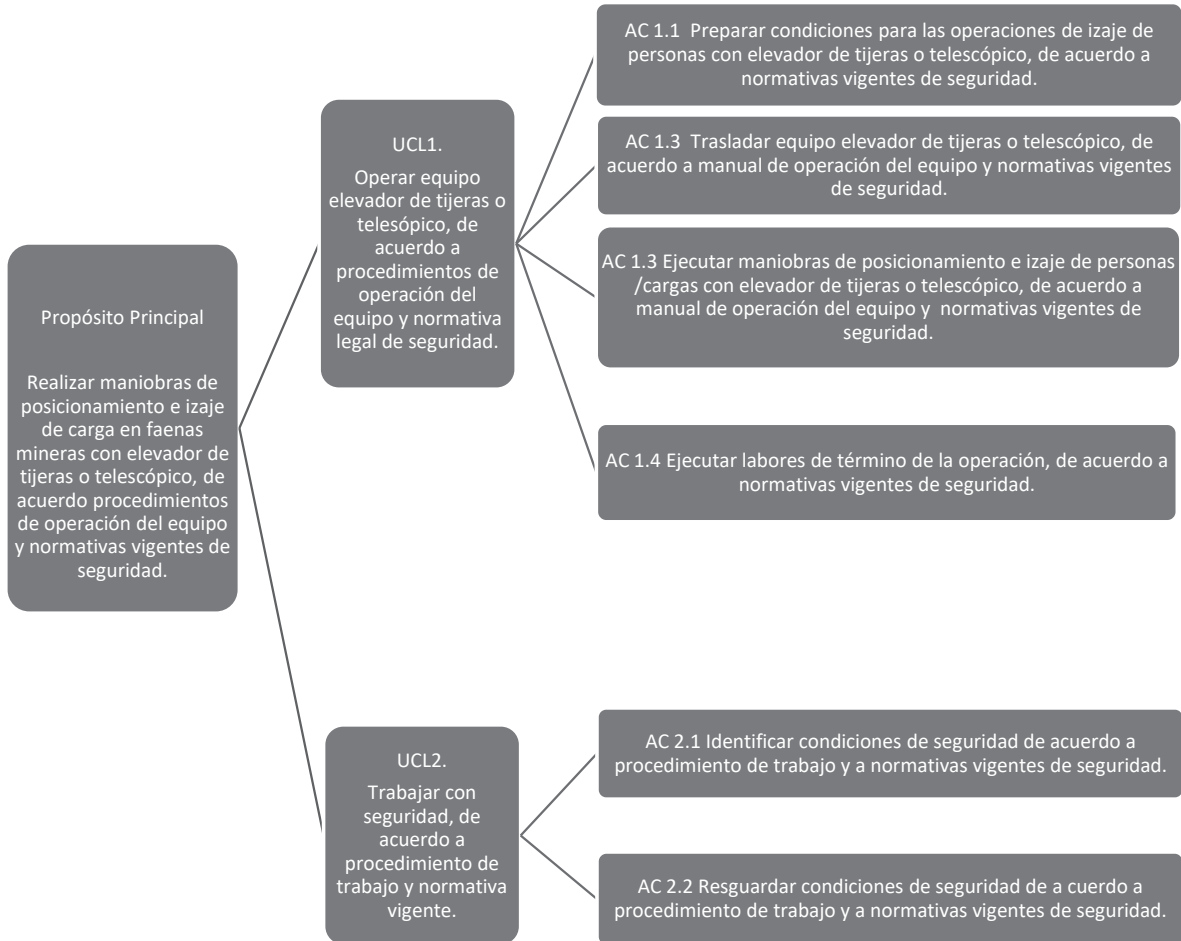 Propósito Principal
Realizar maniobras de
posicionamiento e izaje
de carga en faenas
mineras con elevador de
tijeras o telescópico, de
acuerdo procedimientos
de operación del equipo
y normativas vigentes de
seguridad.
UCL1.
Operar equipo
elevador de tijeras o
telesópico, de
acuerdo a
procedimientos de
operación del
equipo y normativa
legal de seguridad.
AC 1.1 Preparar condiciones para las operaciones de izaje de
personas con elevador de tijeras o telescópico, de acuerdo a
normativas vigentes de seguridad.
AC 1.3 Trasladar equipo elevador de tijeras o telescópico, de
acuerdo a manual de operación del equipo y normativas vigentes
de seguridad.
AC 1.3 Ejecutar maniobras de posicionamiento e izaje de personas
/cargas con elevador de tijeras o telescópico, de acuerdo a
manual de operación del equipo y normativas vigentes de
seguridad.
AC 1.4 Ejecutar labores de término de la operación, de acuerdo a
normativas vigentes de seguridad.
UCL2.
Trabajar con
seguridad, de
acuerdo a
procedimiento de
trabajo y normativa
vigente.
AC 2.1 Identificar condiciones de seguridad de acuerdo a
procedimiento de trabajo y a normativas vigentes de seguridad.
AC 2.2 Resguardar condiciones de seguridad de a cuerdo a
procedimiento de trabajo y a normativas vigentes de seguridad.